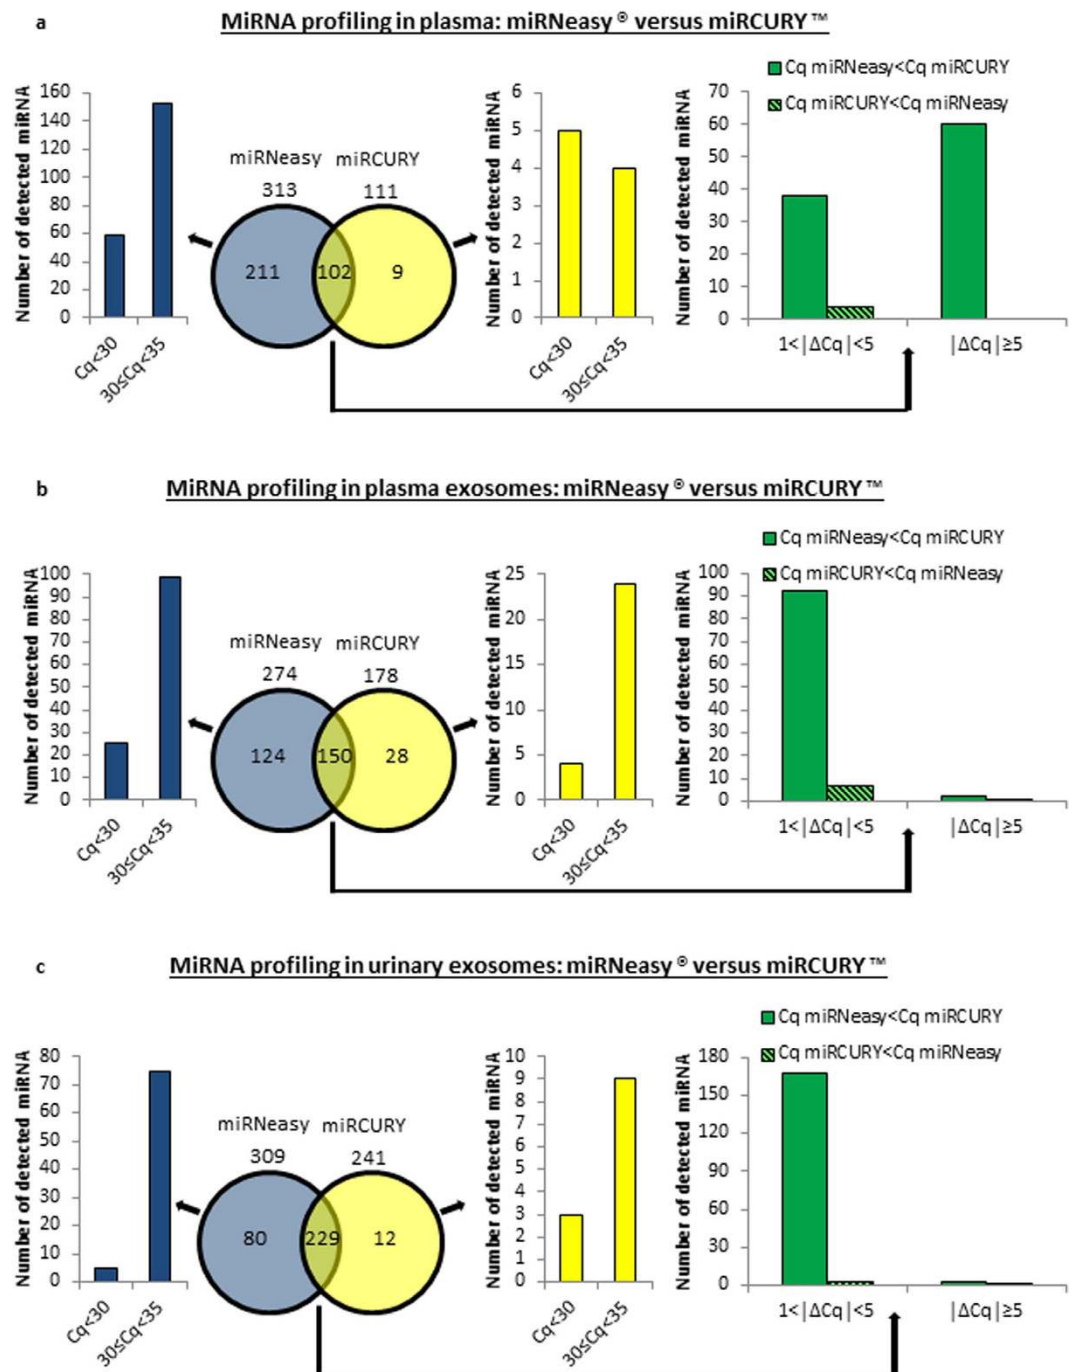 a
MiRNA profiling in plasma: miRNeasy ® versus miRCURY ™
Number of detected miRNA
160
140
120
100
80
60
40
20
0
Cq<30
30≤Cq<35
miRNeasy miRCURY
313 111
211 102 9
Number of detected miRNA
6
5
4
3
2
1
0
Cq<30
30≤Cq<35
Cq miRNeasy<Cq miRCURY
Cq miRCURY<Cq miRNeasy
Number of detected miRNA
70
60
50
40
30
20
10
0
1<|ΔCq|<5 |ΔCq|≥5
b
MiRNA profiling in plasma exosomes: miRNeasy ® versus miRCURY ™
Number of detected miRNA
100
90
80
70
60
50
40
30
20
10
0
Cq<30
30≤Cq<35
miRNeasy miRCURY
274 178
124 150 28
Number of detected miRNA
25
20
15
10
5
0
Cq<30
30≤Cq<35
Cq miRNeasy<Cq miRCURY
Cq miRCURY<Cq miRNeasy
Number of detected miRNA
100
90
80
70
60
50
40
30
20
10
0
1<|ΔCq|<5 |ΔCq|≥5
c
MiRNA profiling in urinary exosomes: miRNeasy ® versus miRCURY ™
Number of detected miRNA
80
70
60
50
40
30
20
10
0
Cq<30
30≤Cq<35
miRNeasy miRCURY
309 241
80 229 12
Number of detected miRNA
10
9
8
7
6
5
4
3
2
1
0
Cq<30
30≤Cq<35
Cq miRNeasy<Cq miRCURY
Cq miRCURY<Cq miRNeasy
Number of detected miRNA
180
150
120
90
60
30
0
1<|ΔCq|<5 |ΔCq|≥5